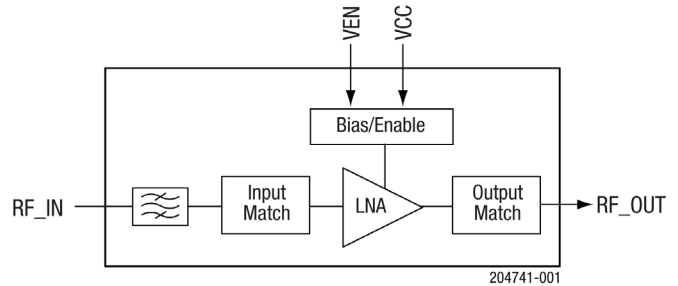 VEN
VCC
Bias/Enable
RF_IN
Input
Match
LNA
Output
Match
RF_OUT
204741-001